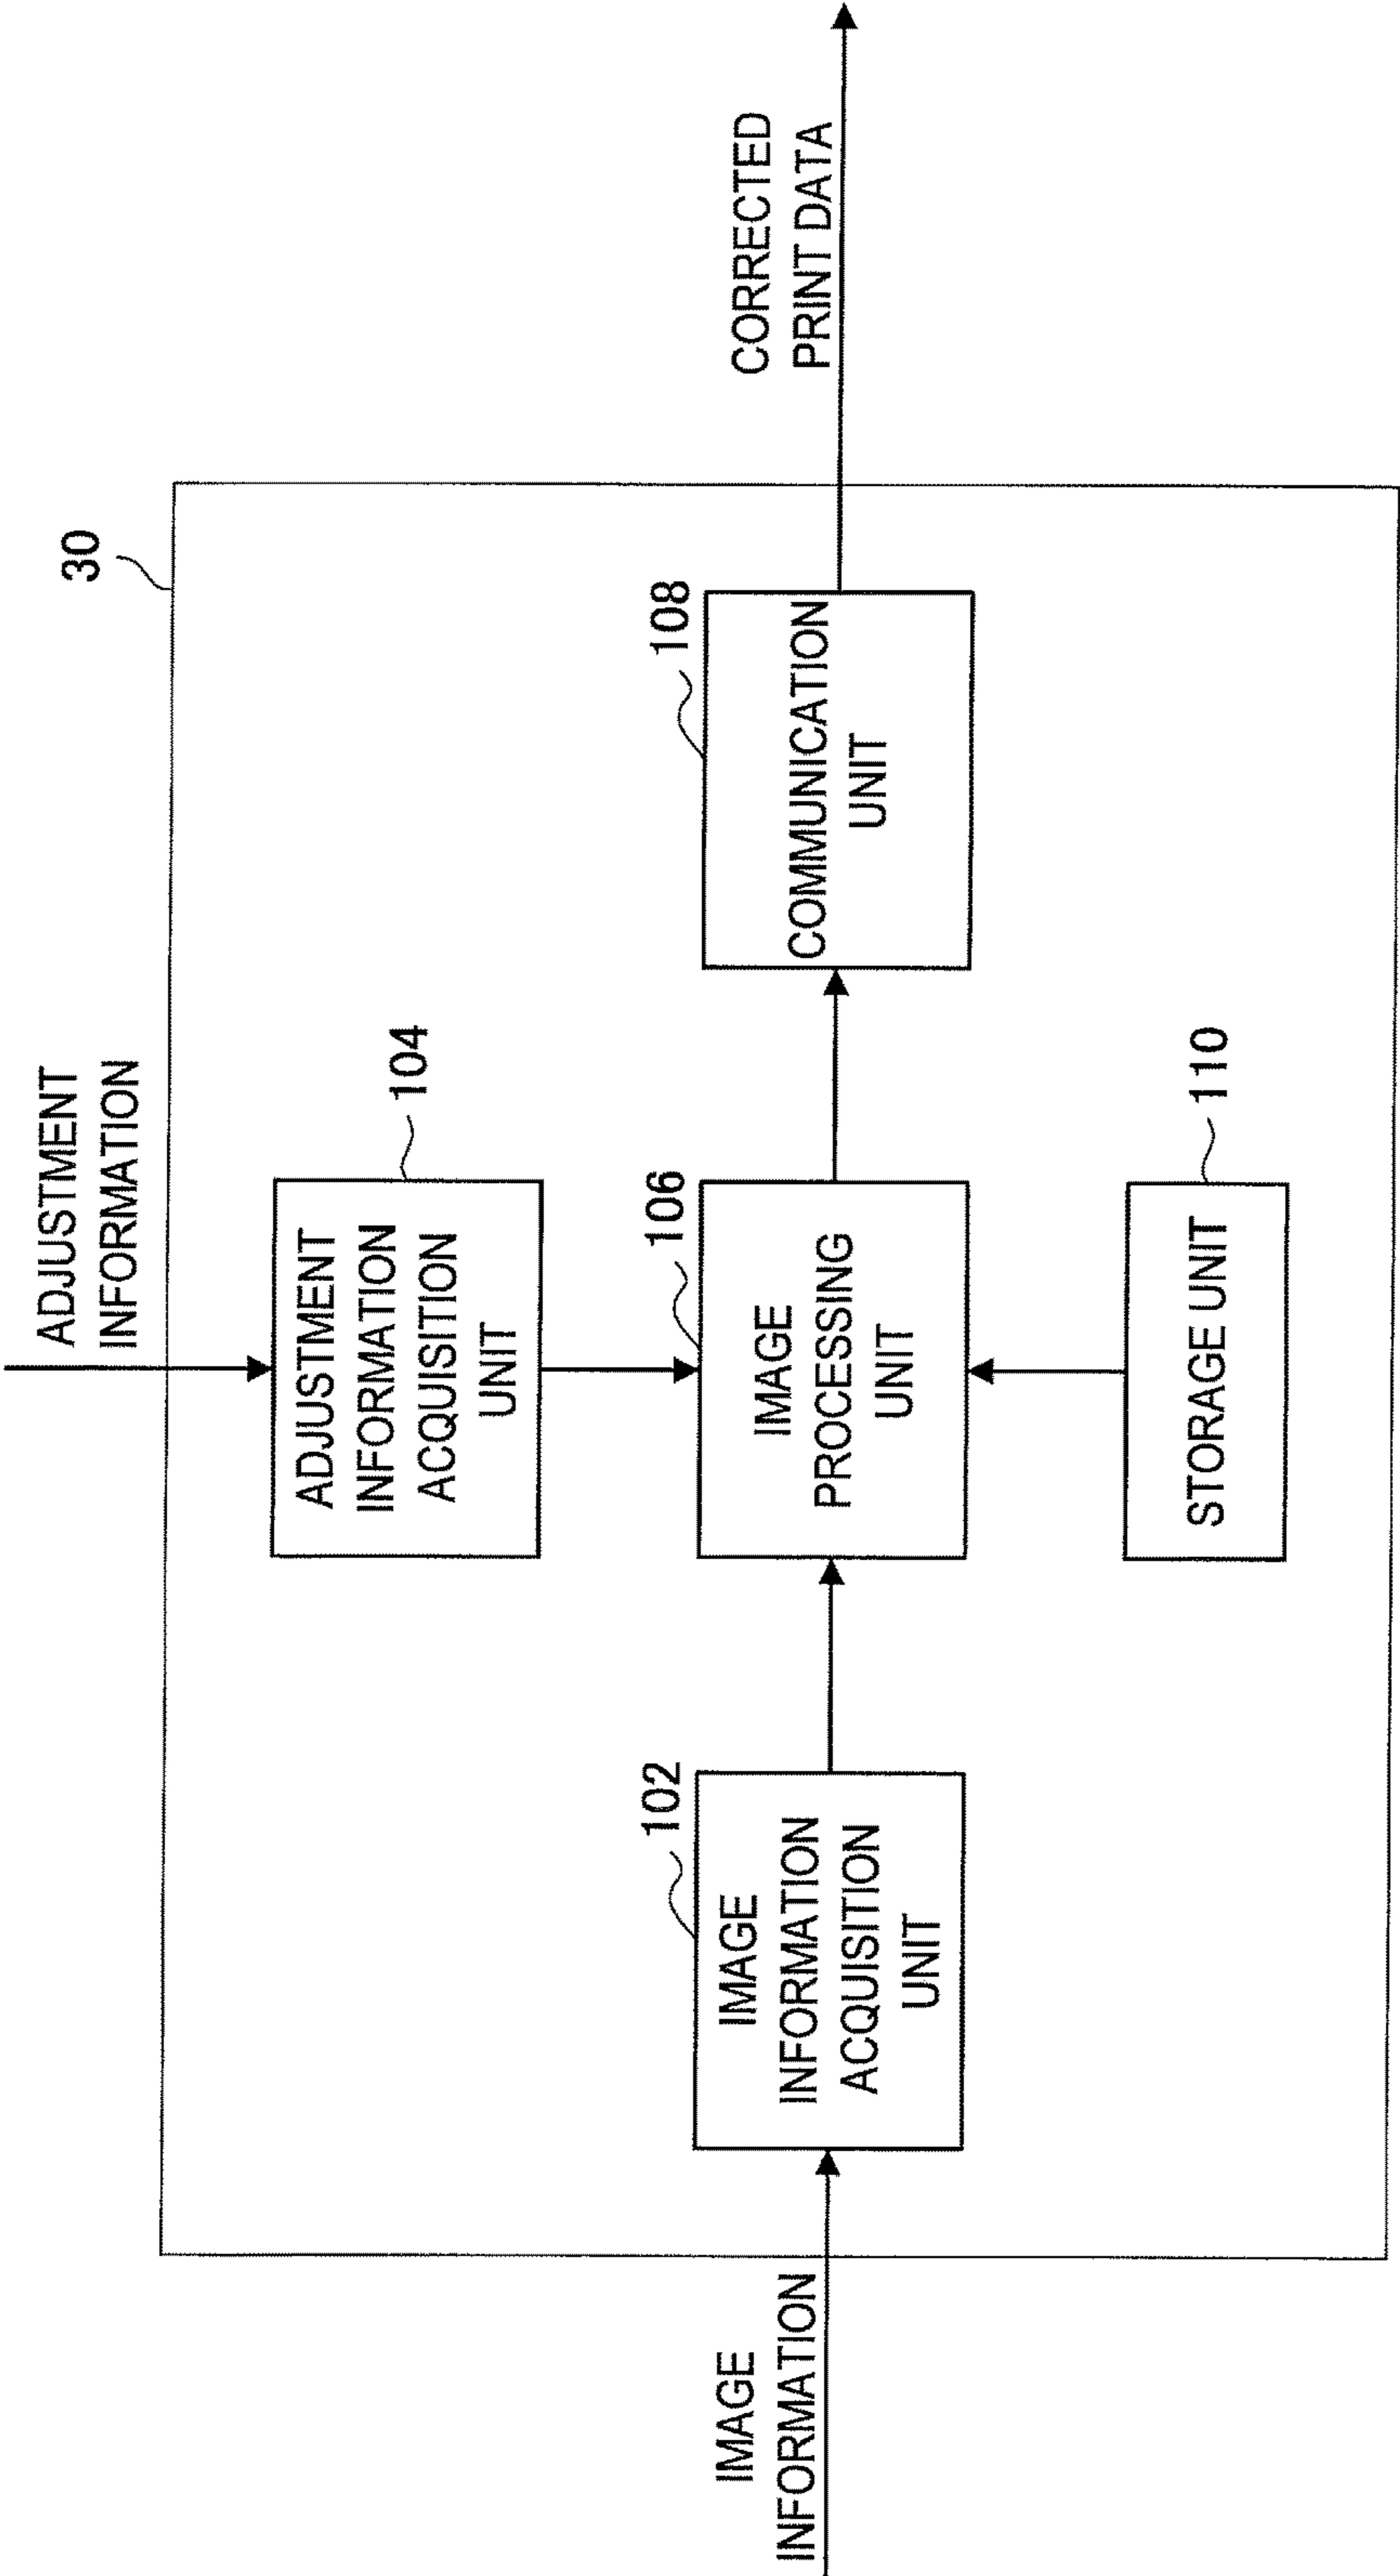 ADJUSTMENT
INFORMATION
30
ADJUSTMENT
INFORMATION
ACQUISITION
UNIT
104
IMAGE
INFORMATION
102
IMAGE
INFORMATION
ACQUISITION
UNIT
106
IMAGE
PROCESSING
UNIT
108
COMMUNICATION
UNIT
CORRECTED
PRINT DATA
110
STORAGE UNIT